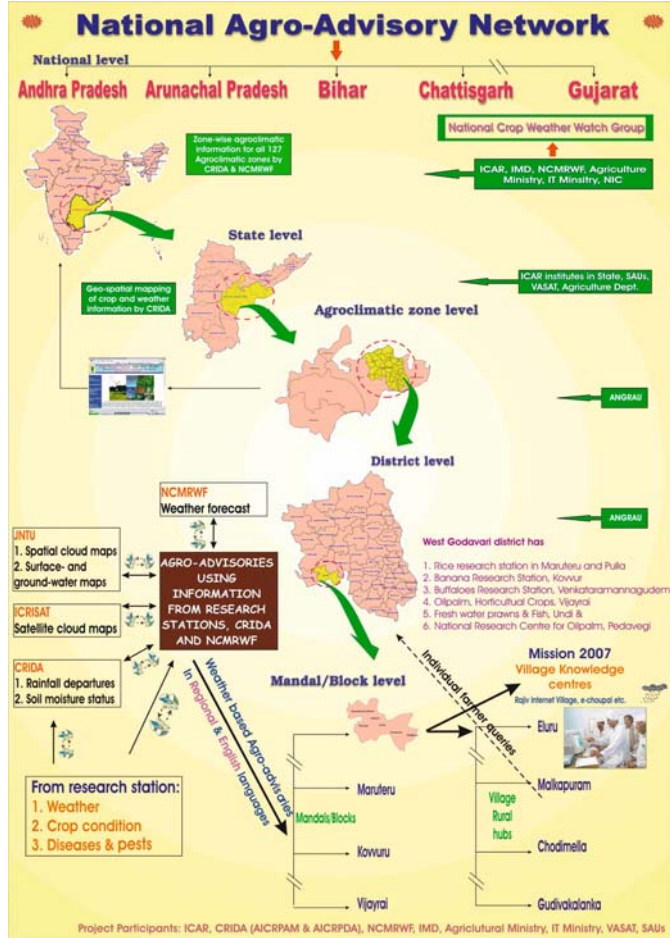 National Agro-Advisory Network
National level
Andhra Pradesh
Arunachal Pradesh
Bihar
Chattisgarh
Gujarat
Zone-wise agroclimatic
information for all 127
Agroclimatic zones by
CRIDA & NCMRWF
National Crop Weather Watch Group
ICAR, IMD, NCMRWF, Agriculture
Ministry, IT Minsitry, NIC
State level
Geo-spatial mapping
of crop and weather
information by CRIDA
ICAR institutes in State, SAUs,
VASAT, Agriculture Dept.
Agroclimatic zone level
ANGRAU
District level
NCMRWF
Weather forecast
ANGRAU
JNTU
1. Spatial cloud maps
2. Surface- and
ground-water maps
AGRO-ADVISORIES
USING
INFORMATION
FROM RESEARCH
STATIONS, CRIDA
AND NCMRWF
West Godavari district has
1. Rice research station in Maruteru and Pulla
2. Banana Research Station, Kovvur
3. Buffaloes Research Station, Venkataramannagudem
4. Oilpalm, Horticultural Crops, Vijayrai
5. Fresh water prawns & Fish, Undi &
6. National Research Centre for Oilpalm, Pedavegi
ICRISAT
Satellite cloud maps
CRIDA
1. Rainfall departures
2. Soil moisture status
Mandal/Block level
Mission 2007
Village Knowledge
centres
Rajiv Internet Village, e-choupal etc.
Weather based Agro-advisaries
in Regional & English
languages
Individual farmer queries
Eluru
From research station:
1. Weather
2. Crop condition
3. Diseases & pests
Maruteru
Malkapuram
Mandals/Blocks
Village
Rural
hubs
Kovvuru
Chodimella
Vijayrai
Gudivakalanka
Project Participants: ICAR, CRIDA (AICRPAM & AICRPDA), NCMRWF, IMD, Agriclutural Ministry, IT Ministry, VASAT, SAUs